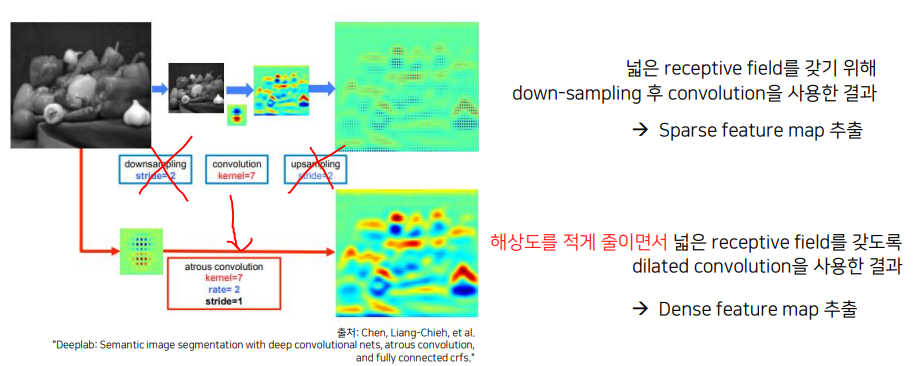 넓은 receptive field를 갖기 위해
down-sampling 후 convolution을 사용한 결과
→ Sparse feature map 추출
downsampling
stride=2
convolution
kernel=7
upsampling
stride=2
해상도를 적게 줄이면서 넓은 receptive field를 갖도록
dilated convolution을 사용한 결과
→ Dense feature map 추출
atrous convolution
kernel=7
rate= 2
stride=1
출처: Chen, Liang-Chieh, et al.
"Deeplab: Semantic image segmentation with deep convolutional nets, atrous convolution,
and fully connected crfs."